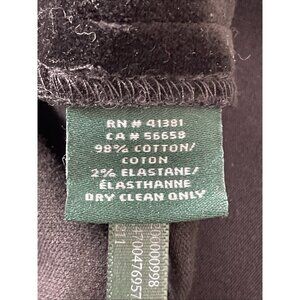 RN # 41381
CA # 56658
98% COTTON/
COTON
2% ELASTANE/
ÉLASTHANNE
DRY CLEAN ONLY